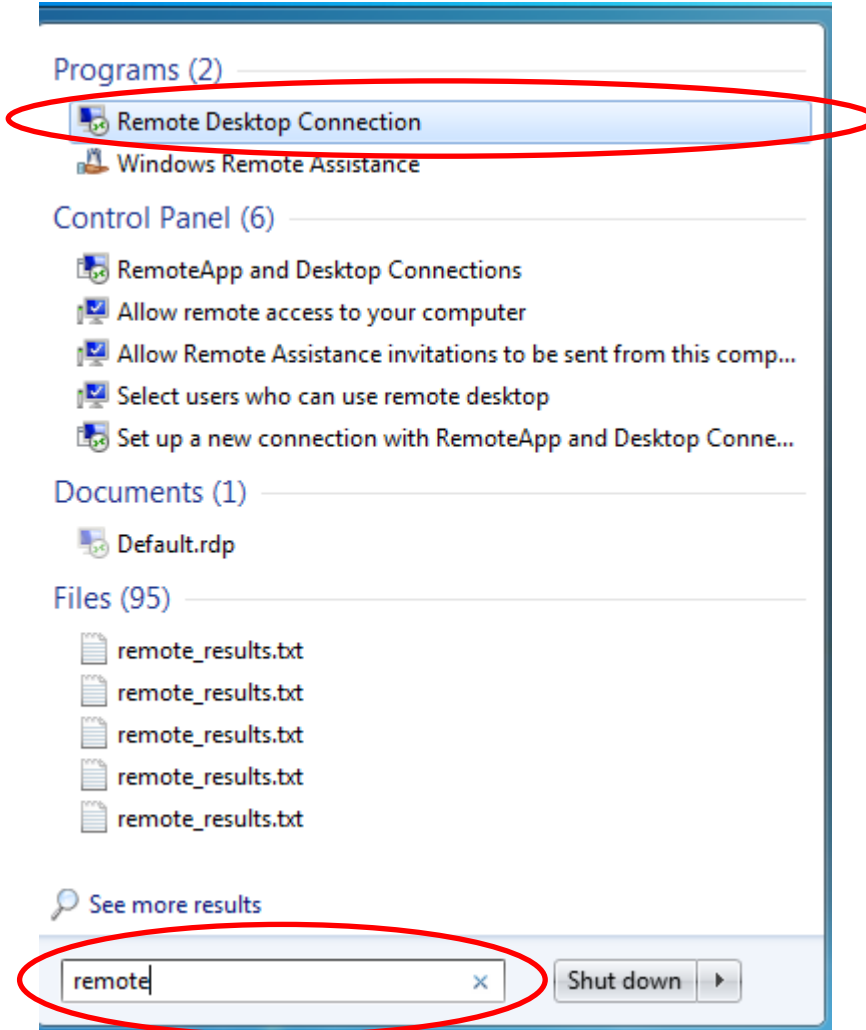 Programs (2)
Remote Desktop Connection
Windows Remote Assistance
Control Panel (6)
RemoteApp and Desktop Connections
Allow remote access to your computer
Allow Remote Assistance invitations to be sent from this comp...
Select users who can use remote desktop
Set up a new connection with RemoteApp and Desktop Conne...
Documents (1)
Default.rdp
Files (95)
remote_results.txt
remote_results.txt
remote_results.txt
remote_results.txt
remote_results.txt
See more results
remote
Shut down